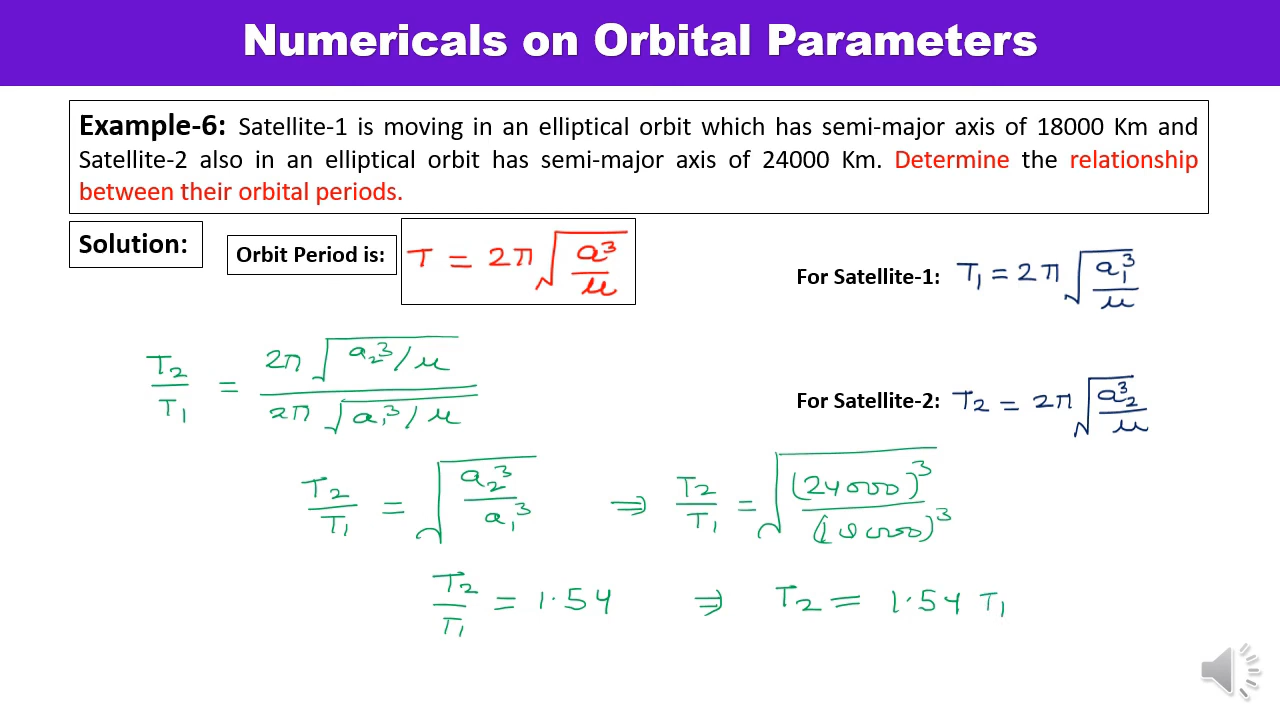 Numericals on Orbital Parameters
Example-6: Satellite-1 is moving in an elliptical orbit which has semi-major axis of 18000 Km and
Satellite-2 also in an elliptical orbit has semi-major axis of 24000 Km. Determine the relationship
between their orbital periods.
Solution:
Orbit Period is: T = 2π √(a³/μ)
For Satellite-1: T₁ = 2π √(a₁³/μ)
For Satellite-2: T₂ = 2π √(a₂³/μ)
T₂/T₁ = 2π √(a₂³/μ) / 2π √(a₁³/μ)
T₂/T₁ = √(a₂³/a₁³) ⇒ T₂/T₁ = √((24000)³/(18000)³)
T₂/T₁ = 1.54 ⇒ T₂ = 1.54 T₁